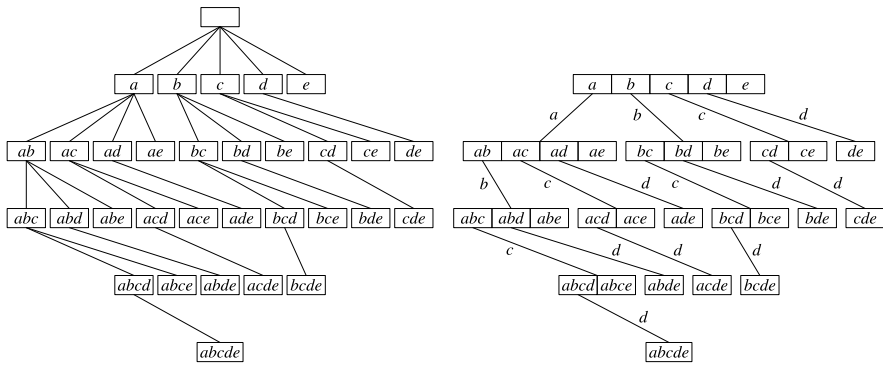 a b c d e a b c d e
a b c d
ab ac ad ae bc bd be cd ce de ab ac ad ae bc bd be cd ce de
b c d c d d
abc abd abe acd ace ade bcd bce bde cde abc abd abe acd ace ade bcd bce bde cde
c d d d
abcd abce abde acde bcde abcd abce abde acde bcde
d
abcde abcde